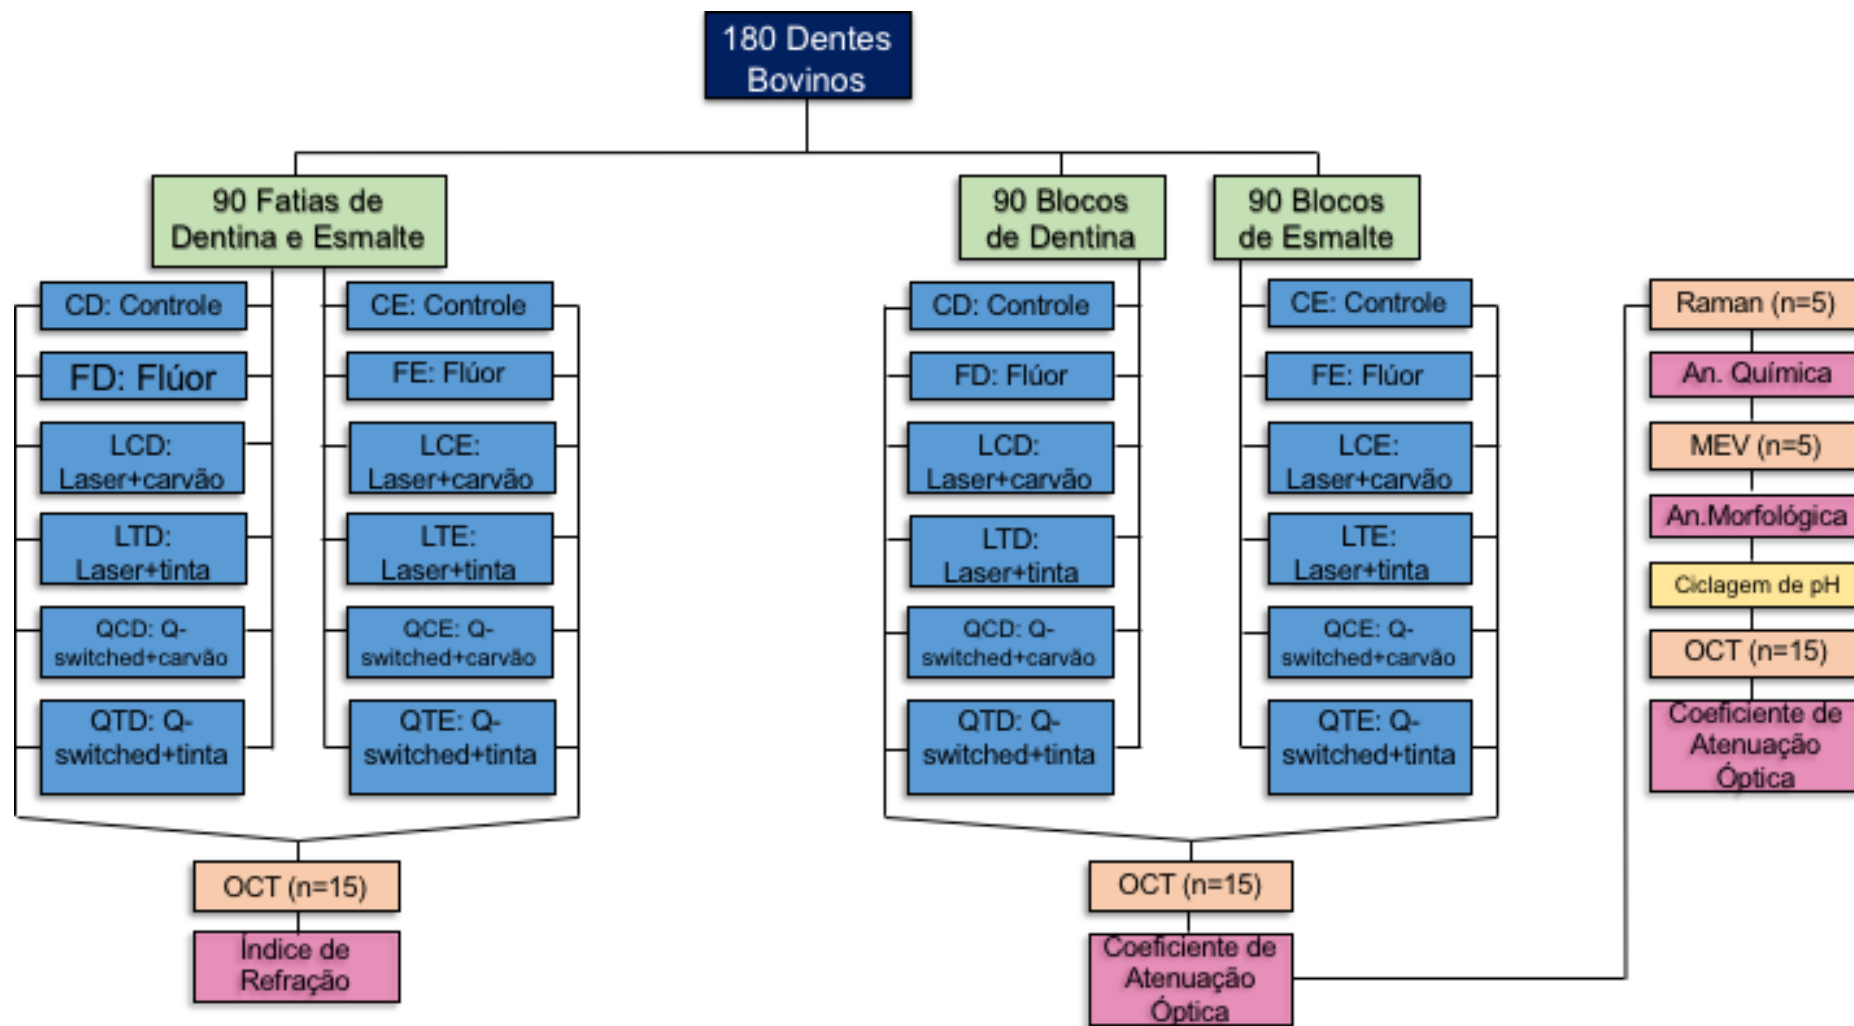 180 Dentes
Bovinos
90 Fatias de
Dentina e Esmalte
90 Blocos
de Dentina
90 Blocos
de Esmalte
CD: Controle
FD: Flúor
LCD:
Laser+carvão
LTD:
Laser+tinta
QCD: Q-
switched+carvão
QTD: Q-
switched+tinta
CE: Controle
FE: Flúor
LCE:
Laser+carvão
LTE:
Laser+tinta
QCE: Q-
switched+carvão
QTE: Q-
switched+tinta
OCT (n=15)
Índice de
Refração
CD: Controle
FD: Flúor
LCD:
Laser+carvão
LTD:
Laser+tinta
QCD: Q-
switched+carvão
QTD: Q-
switched+tinta
CE: Controle
FE: Flúor
LCE:
Laser+carvão
LTE:
Laser+tinta
QCE: Q-
switched+carvão
QTE: Q-
switched+tinta
OCT (n=15)
Coeficiente de
Atenuação
Óptica
Raman (n=5)
An. Química
MEV (n=5)
An.Morfológica
Ciclagem de pH
OCT (n=15)
Coeficiente de
Atenuação
Óptica